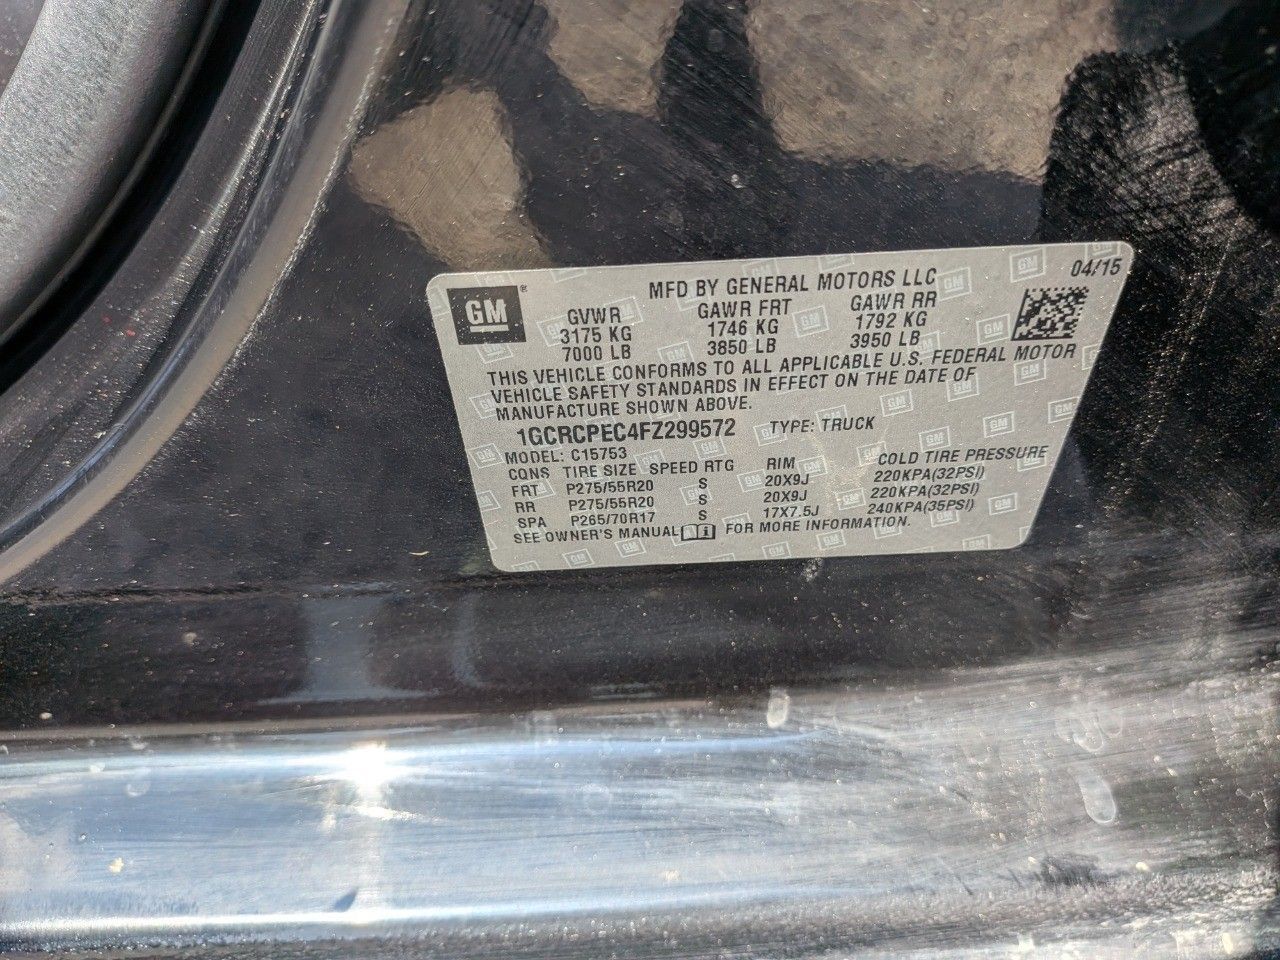 GM ®
MFD BY GENERAL MOTORS LLC
04/15
GVWR GAWR FRT GAWR RR
3175 KG 1746 KG 1792 KG
7000 LB 3850 LB 3950 LB
THIS VEHICLE CONFORMS TO ALL APPLICABLE U.S. FEDERAL MOTOR
VEHICLE SAFETY STANDARDS IN EFFECT ON THE DATE OF
MANUFACTURE SHOWN ABOVE.
1GCRCPEC4FZ299572 TYPE: TRUCK
MODEL: C15753
CQNS TIRE SIZE SPEED RTG RIM COLD TIRE PRESSURE
FRT P275/55R20 S 20X9J 220KPA(32PSI)
RR P275/55R20 S 20X9J 220KPA(32PSI)
SPA P265/70R17 S 17X7.5J 240KPA(35PSI)
SEE OWNER'S MANUAL i FOR MORE INFORMATION.